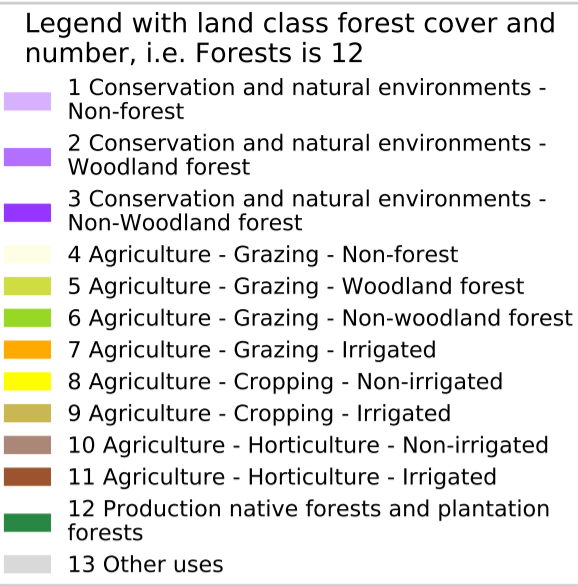 Legend with land class forest cover and
number, i.e. Forests is 12
1 Conservation and natural environments -
Non-forest
2 Conservation and natural environments -
Woodland forest
3 Conservation and natural environments -
Non-Woodland forest
4 Agriculture - Grazing - Non-forest
5 Agriculture - Grazing - Woodland forest
6 Agriculture - Grazing - Non-woodland forest
7 Agriculture - Grazing - Irrigated
8 Agriculture - Cropping - Non-irrigated
9 Agriculture - Cropping - Irrigated
10 Agriculture - Horticulture - Non-irrigated
11 Agriculture - Horticulture - Irrigated
12 Production native forests and plantation
forests
13 Other uses